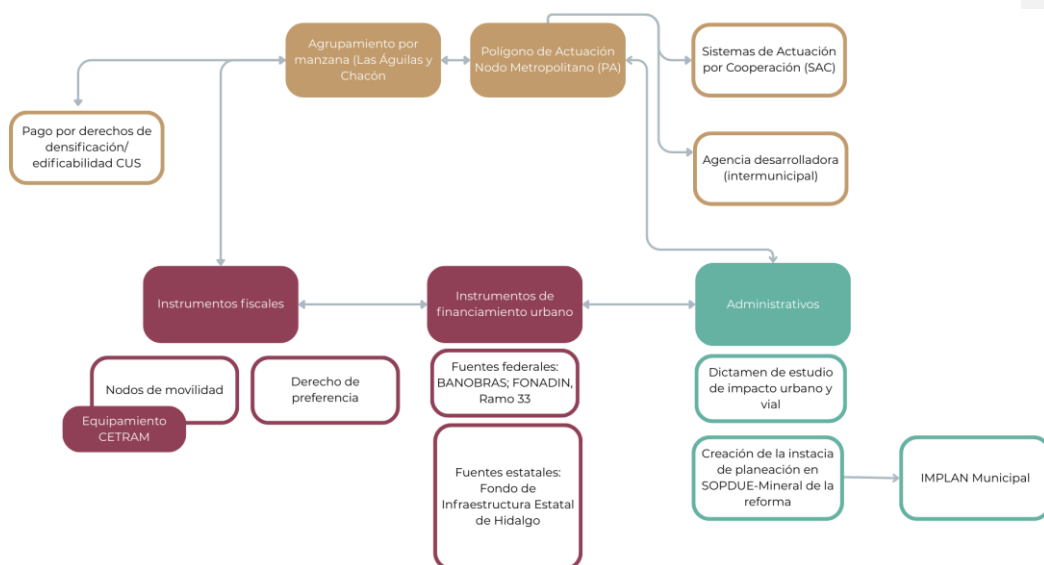 Agrupamiento por
manzana (Las Águilas y
Chacón
Polígono de Actuación
Nodo Metropolitano (PA)
Sistemas de Actuación
por Cooperación (SAC)
Pago por derechos de
densificación/
edificabilidad CUS
Agencia desarrolladora
(intermunicipal)
Instrumentos fiscales
Instrumentos de
financiamiento urbano
Administrativos
Nodos de movilidad
Equipamiento
CETRAM
Derecho de
preferencia
Fuentes federales:
BANOBRAS; FONADIN,
Ramo 33
Dictamen de estudio
de impacto urbano y
vial
Fuentes estatales:
Fondo de
Infraestructura Estatal
de Hidalgo
Creación de la instacia
de planeación en
SOPDUE-Mineral de la
reforma
IMPLAN Municipal